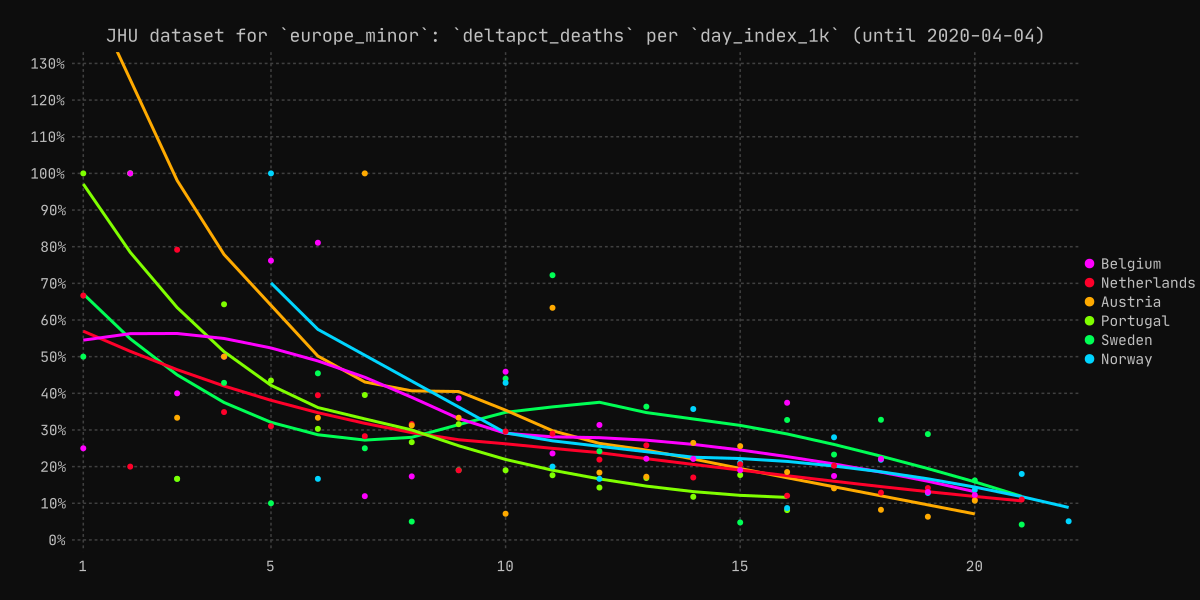 JHU dataset for `europe_minor`: `deltapct_deaths` per `day_index_1k` (until 2020-04-04)
130%
120%
110%
100%
90%
80%
70%
60%
50%
40%
30%
20%
10%
0%
1 5 10 15 20
Belgium
Netherlands
Austria
Portugal
Sweden
Norway